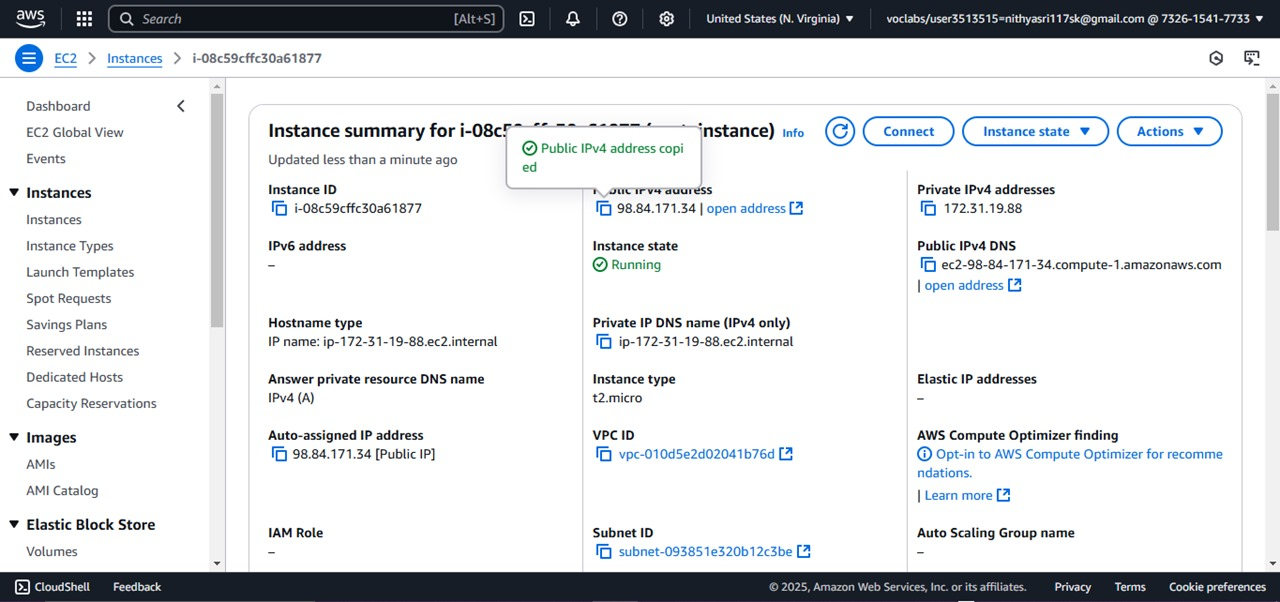 aws
Search [Alt+S]
United States (N. Virginia) ▼
voclabs/user3513515=nithyasri117sk@gmail.com @ 7326-1541-7733 ▼
EC2 > Instances > i-08c59cffc30a61877
Dashboard
EC2 Global View
Events
Instances
Instances
Instance Types
Launch Templates
Spot Requests
Savings Plans
Reserved Instances
Dedicated Hosts
Capacity Reservations
Images
AMIs
AMI Catalog
Elastic Block Store
Volumes
Instance summary for instance) Info
Connect
Instance state ▼
Actions ▼
Updated less than a minute ago
Public IPv4 address copi
ed
Instance ID
i-08c59cffc30a61877
IPv6 address
–
Hostname type
IP name: ip-172-31-19-88.ec2.internal
Answer private resource DNS name
IPv4 (A)
Auto-assigned IP address
98.84.171.34 [Public IP]
IAM Role
–
Public IPv4 address
98.84.171.34 | open address
Instance state
Running
Private IP DNS name (IPv4 only)
ip-172-31-19-88.ec2.internal
Instance type
t2.micro
VPC ID
vpc-010d5e2d02041b76d
Subnet ID
subnet-093851e320b12c3be
Private IPv4 addresses
172.31.19.88
Public IPv4 DNS
ec2-98-84-171-34.compute-1.amazonaws.com
| open address
Elastic IP addresses
–
AWS Compute Optimizer finding
Opt-in to AWS Compute Optimizer for recomme
ndations.
| Learn more
Auto Scaling Group name
–
CloudShell Feedback
© 2025, Amazon Web Services, Inc. or its affiliates. Privacy Terms Cookie preferences